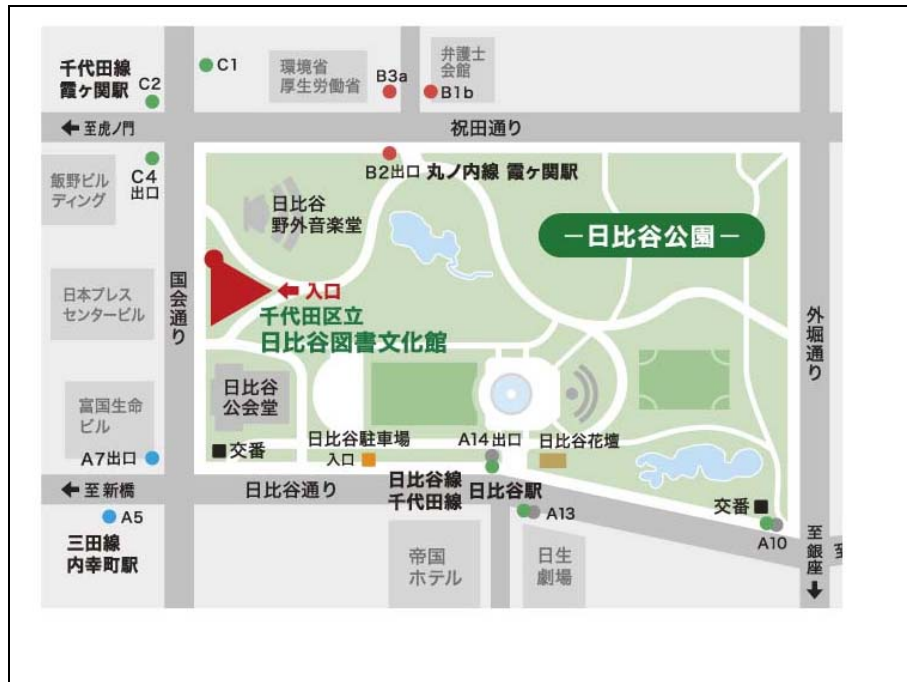 千代田線
霞ヶ関駅
C2
C1
環境省
厚生労働省
B3a
弁護士
会館
B1b
←至虎ノ門
祝田通り
飯野ビル
ディング
C4
出口
B2出口 丸ノ内線 霞ヶ関駅
日比谷
野外音楽堂
－日比谷公園－
日本プレス
センタービル
国会通り
←入口
千代田区立
日比谷図書文化館
外堀通り
富国生命
ビル
日比谷
公会堂
A7出口
■交番
日比谷駐車場
入口
A14出口
日比谷花壇
←至新橋
日比谷通り
日比谷線
千代田線
日比谷駅
A13
交番■
A10
A5
三田線
内幸町駅
帝国
ホテル
日生
劇場
至銀座
↓
至